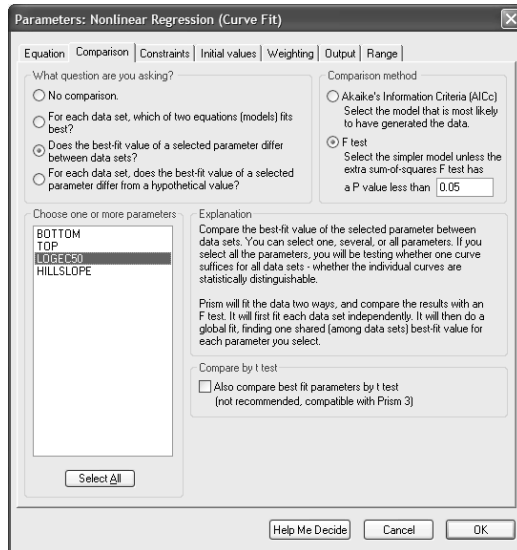 Parameters: Nonlinear Regression (Curve Fit)
Equation Comparison Constraints Initial values Weighting Output Range
What question are you asking?
No comparison.
For each data set, which of two equations (models) fits
best?
Does the best-fit value of a selected parameter differ
between data sets?
For each data set, does the best-fit value of a selected
parameter differ from a hypothetical value?
Comparison method
Akaike's Information Criteria (AICc)
Select the model that is most likely
to have generated the data.
F test
Select the simpler model unless the
extra sum-of-squares F test has
a P value less than 0.05
Choose one or more parameters
BOTTOM
TOP
LOGEC50
HILLSLOPE
Select All
Explanation
Compare the best-fit value of the selected parameter between
data sets. You can select one, several, or all parameters. If you
select all the parameters, you will be testing whether one curve
suffices for all data sets - whether the individual curves are
statistically distinguishable.
Prism will fit the data two ways, and compare the results with an
F test. It will first fit each data set independently. It will then do a
global fit, finding one shared (among data sets) best-fit value for
each parameter you select.
Compare by t test
Also compare best fit parameters by t test
(not recommended, compatible with Prism 3)
Help Me Decide Cancel OK